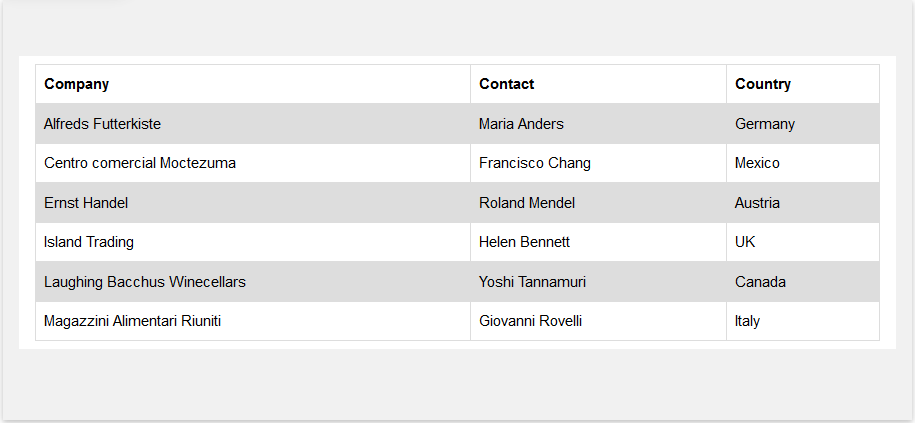 Company Contact Country
Alfreds Futterkiste Maria Anders Germany
Centro comercial Moctezuma Francisco Chang Mexico
Ernst Handel Roland Mendel Austria
Island Trading Helen Bennett UK
Laughing Bacchus Winecellars Yoshi Tannamuri Canada
Magazzini Alimentari Riuniti Giovanni Rovelli Italy